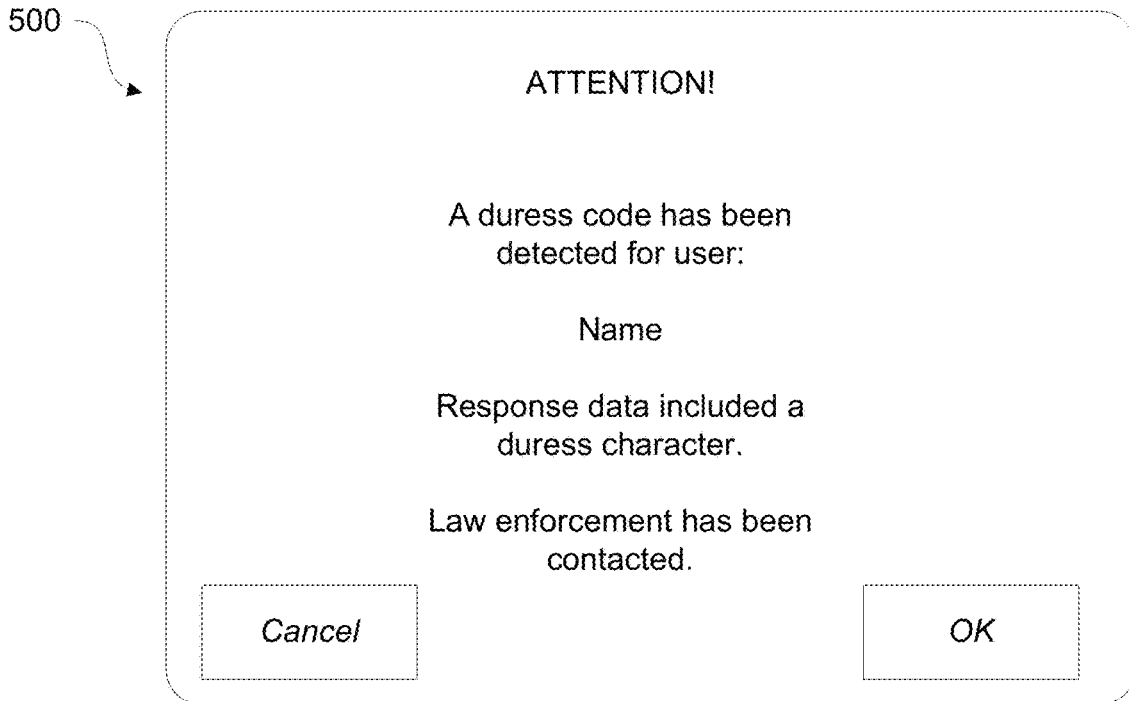 500
ATTENTION!
A duress code has been
detected for user:
Name
Response data included a
duress character.
Law enforcement has been
contacted.
Cancel
OK